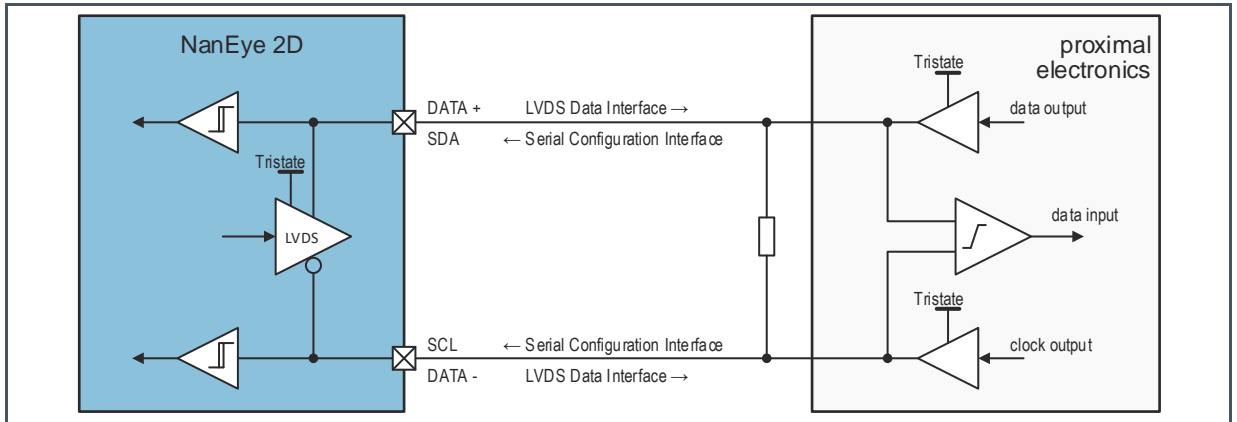 NanEye 2D
proximal
electronics
Tristate
DATA + LVDS Data Interface →
data output
SDA ← Serial Configuration Interface
Tristate
data input
LVDS
Tristate
SCL ← Serial Configuration Interface
clock output
DATA - LVDS Data Interface →